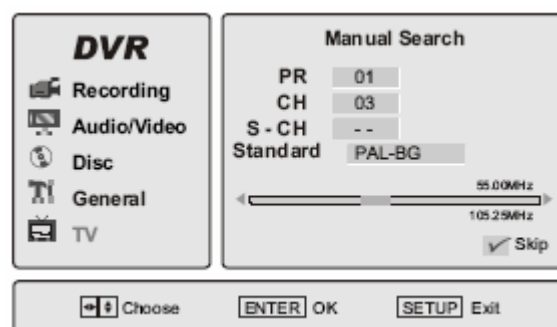 DVR
Recording
Audio/Video
Disc
General
TV
Manual Search
PR 01
CH 03
S - CH - -
Standard PAL-BG
55.00MHz
105.25MHz
Skip
Choose ENTER OK SETUP Exit